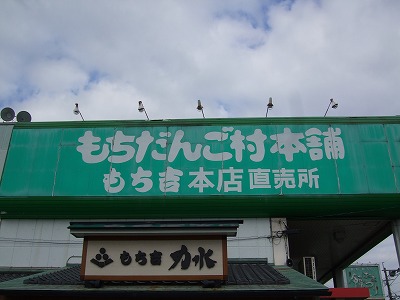 もちだんご村本舗
もち吉本店直売所
もち吉 力水